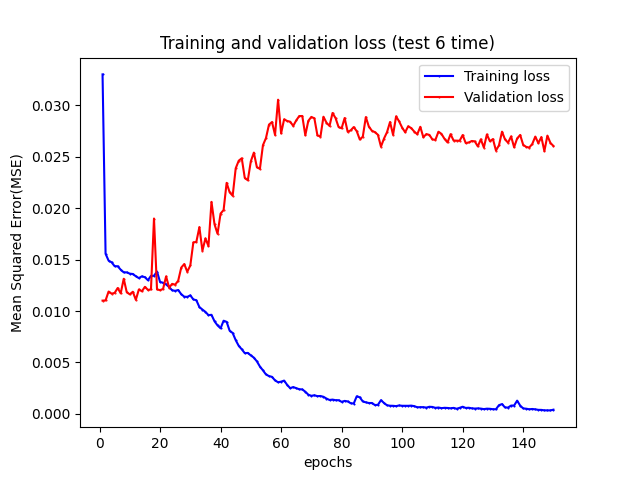 Training and validation loss (test 6 time)
Training loss
Validation loss
0.030
0.025
0.020
0.015
0.010
0.005
0.000
Mean Squared Error(MSE)
0 20 40 60 80 100 120 140
epochs